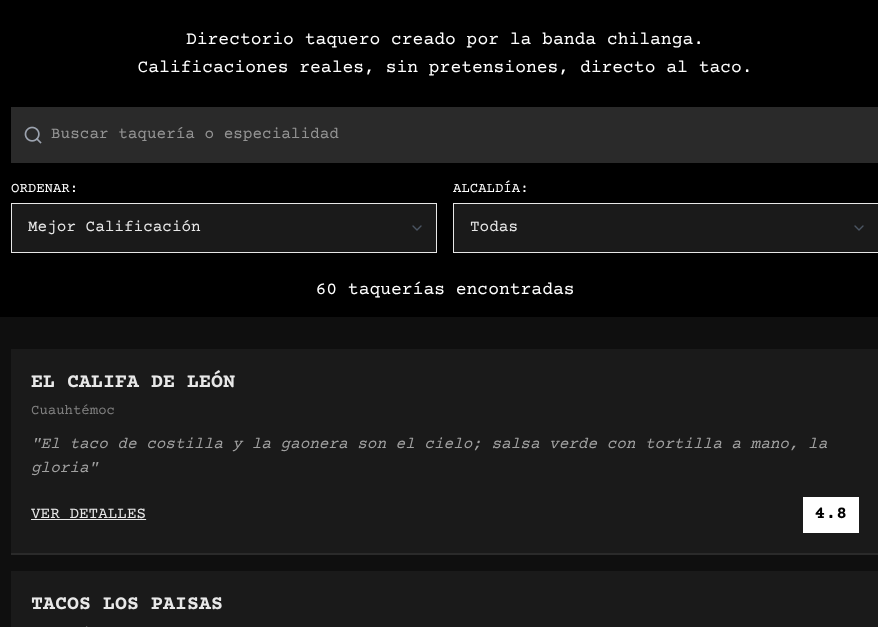 Directorio taquero creado por la banda chilanga.
Calificaciones reales, sin pretensiones, directo al taco.
Buscar taquería o especialidad
ORDENAR:
ALCALDÍA:
Mejor Calificación
Todas
60 taquerías encontradas
EL CALIFA DE LEÓN
Cuauhtémoc
"El taco de costilla y la gaonera son el cielo; salsa verde con tortilla a mano, la
gloria"
VER DETALLES
4.8
TACOS LOS PAISAS